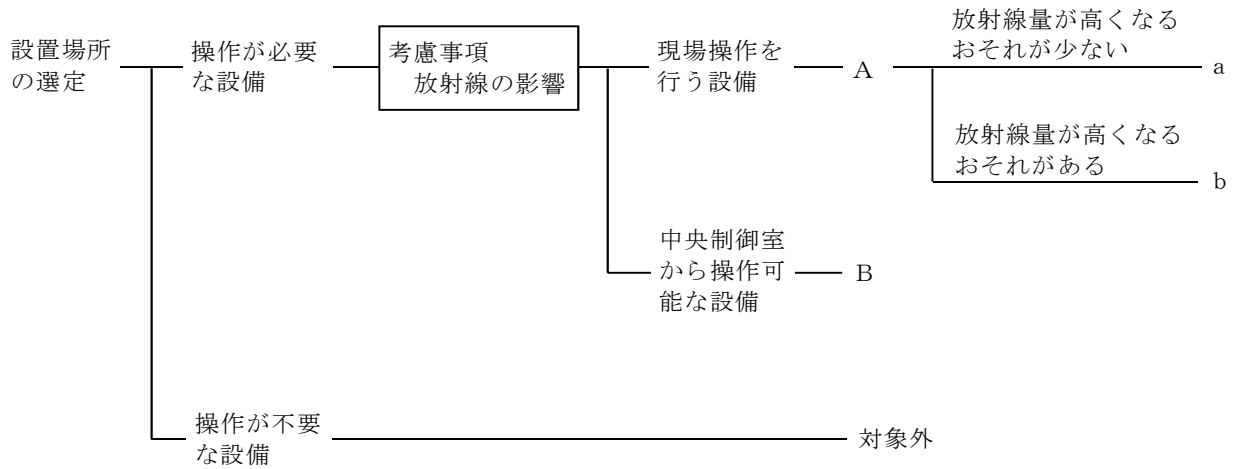 設置場所
の選定
操作が必要
な設備
考慮事項
放射線の影響
現場操作を
行う設備
A
放射線量が高くなる
おそれが少ない
a
放射線量が高くなる
おそれがある
b
中央制御室
から操作可
能な設備
B
操作が不要
な設備
対象外